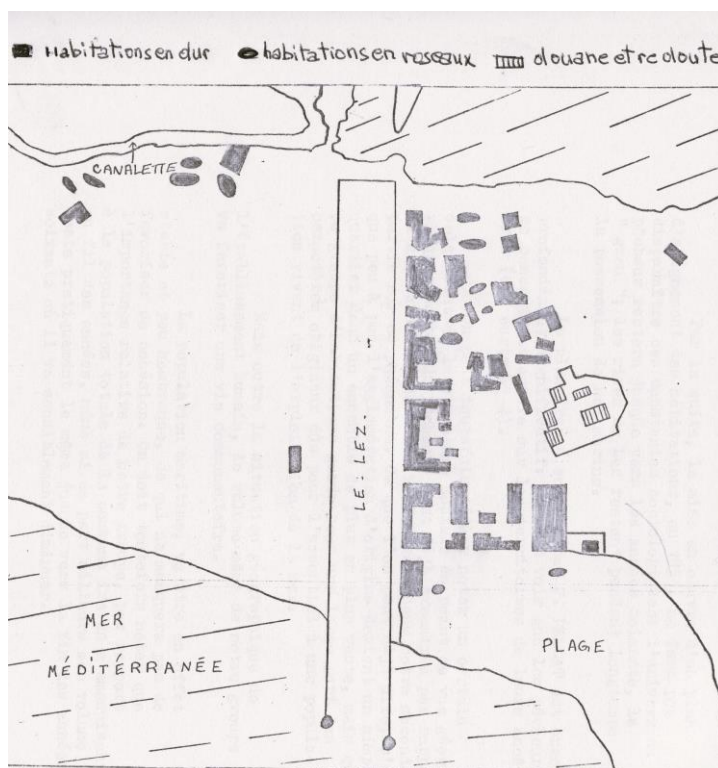 Habitations en dur habitations en roseaux douane et redoute
CANALETTE
LE: LEZ.
MER
MÉDITÉRRANÉE
PLAGE